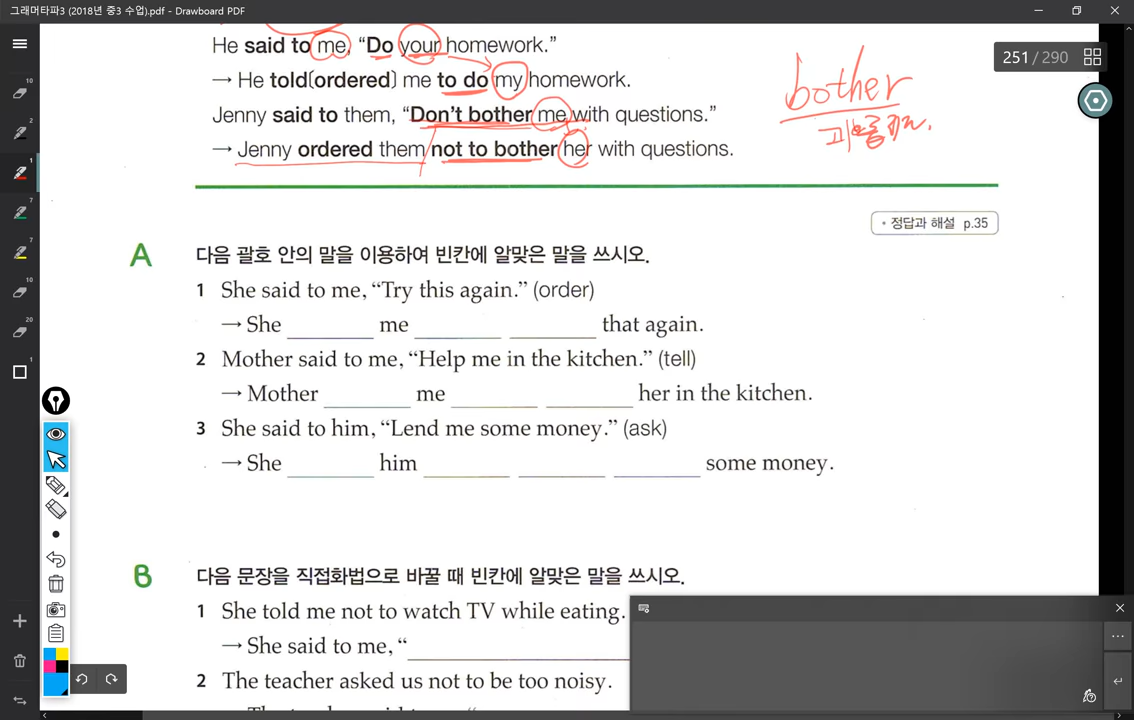 그래머타파3 (2018년 중3 수업).pdf - Drawboard PDF
He said to me, “Do your homework.”
→ He told(ordered) me to do my homework.
Jenny said to them, “Don’t bother me with questions.”
→ Jenny ordered them not to bother her with questions.
bother
251 / 290
• 정답과 해설 p.35
A 다음 괄호 안의 말을 이용하여 빈칸에 알맞은 말을 쓰시오.
1 She said to me, “Try this again.” (order)
→ She ________ me ________ ________ that again.
2 Mother said to me, “Help me in the kitchen.” (tell)
→ Mother ________ me ________ ________ her in the kitchen.
3 She said to him, “Lend me some money.” (ask)
→ She ________ him ________ ________ ________ some money.
B 다음 문장을 직접화법으로 바꿀 때 빈칸에 알맞은 말을 쓰시오.
1 She told me not to watch TV while eating.
→ She said to me, “
2 The teacher asked us not to be too noisy.
10
2
1
7
7
10
20
1